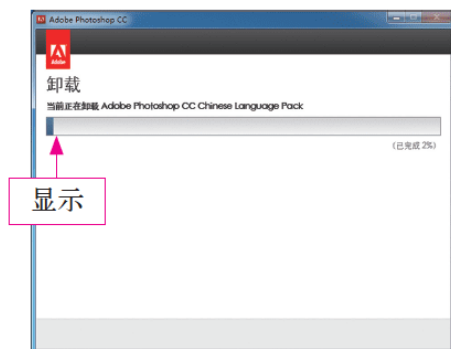 Adobe Photoshop CC
Adobe
卸载
当前正在卸载 Adobe Photoshop CC Chinese Language Pack
(已完成 2%)
显示